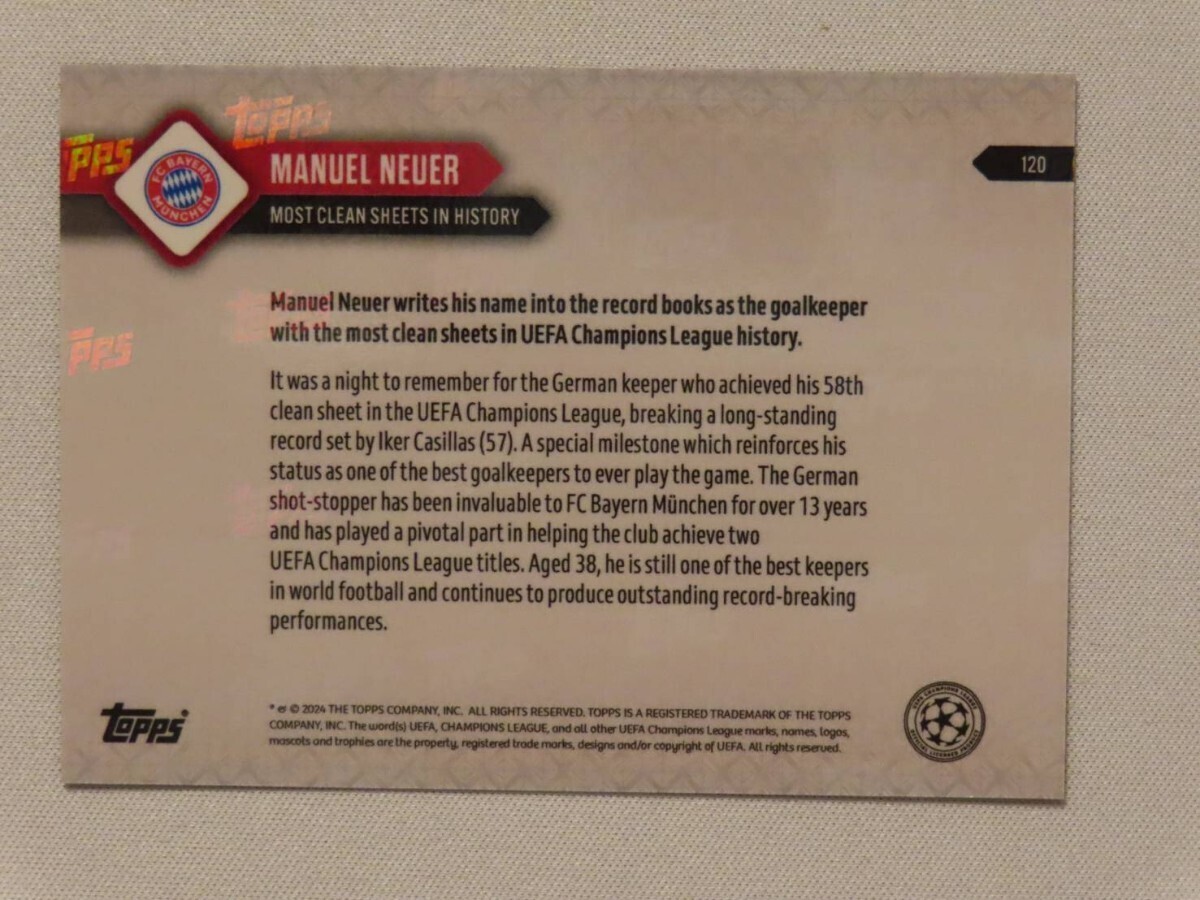 TOPPS
PPS
FC BAYERN
MÜNCHEN
MANUEL NEUER
120
MOST CLEAN SHEETS IN HISTORY
Manuel Neuer writes his name into the record books as the goalkeeper
with the most clean sheets in UEFA Champions League history.
PPS
It was a night to remember for the German keeper who achieved his 58th
clean sheet in the UEFA Champions League, breaking a long-standing
record set by Iker Casillas (57). A special milestone which reinforces his
status as one of the best goalkeepers to ever play the game. The German
shot-stopper has been invaluable to FC Bayern München for over 13 years
and has played a pivotal part in helping the club achieve two
UEFA Champions League titles. Aged 38, he is still one of the best keepers
in world football and continues to produce outstanding record-breaking
performances.
TOPPS®
* ® © 2024 THE TOPPS COMPANY, INC. ALL RIGHTS RESERVED. TOPPS IS A REGISTERED TRADEMARK OF THE TOPPS
COMPANY, INC. The word(s) UEFA, CHAMPIONS LEAGUE, and all other UEFA Champions League marks, names, logos,
mascots and trophies are the property, registered trade marks, designs and/or copyright of UEFA. All rights reserved.
UEFA CHAMPIONS LEAGUE
OFFICIAL LICENSED PRODUCT